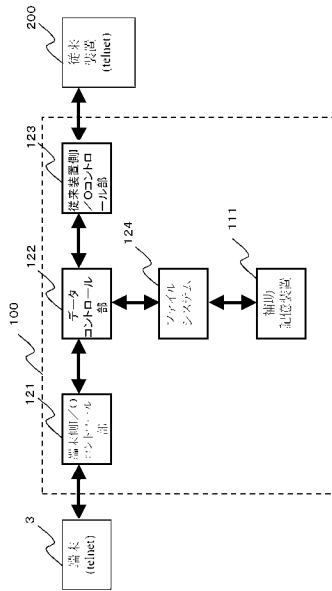 3
端末
(telnet)
100
121
端末側I/O
コントロール
部
122
データ
コントロール
部
123
従来装置側I
/Oコントロ
ール部
200
従来
装置
(telnet)
124
ファイル
システム
111
補助
記憶装置